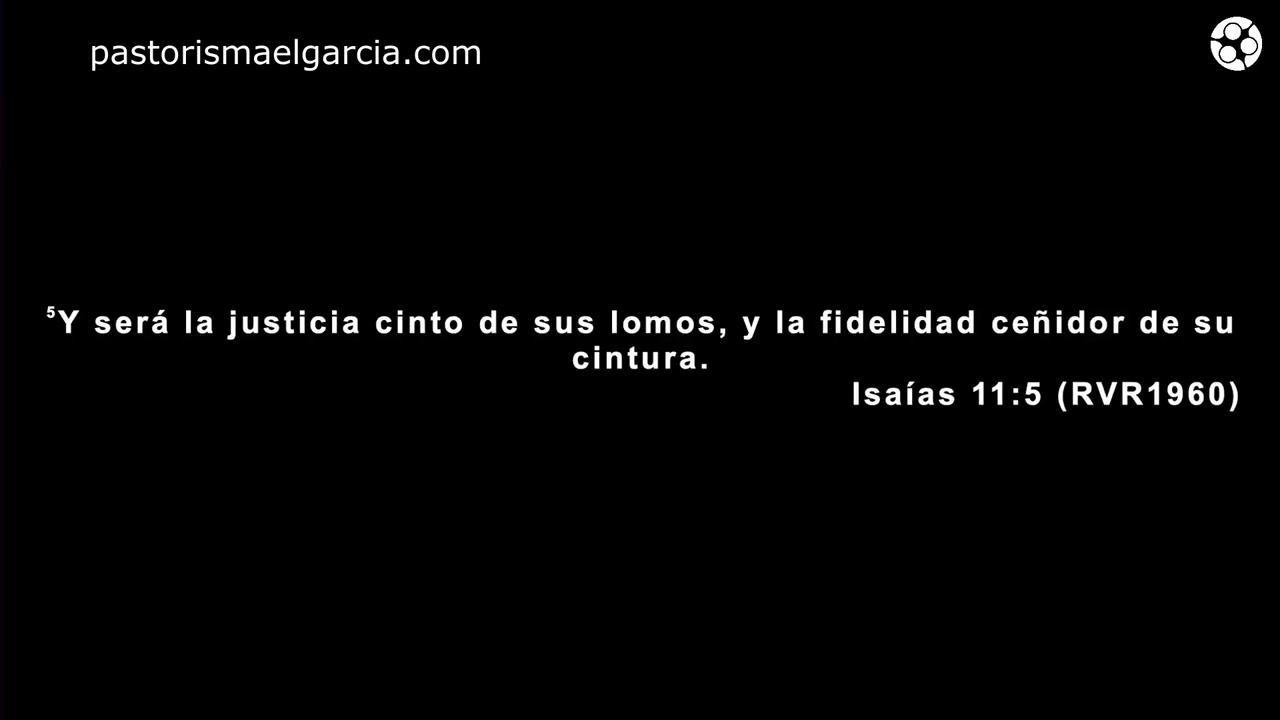 pastorismaelgarcia.com
⁵Y será la justicia cinto de sus lomos, y la fidelidad ceñidor de su
cintura.
Isaías 11:5 (RVR1960)